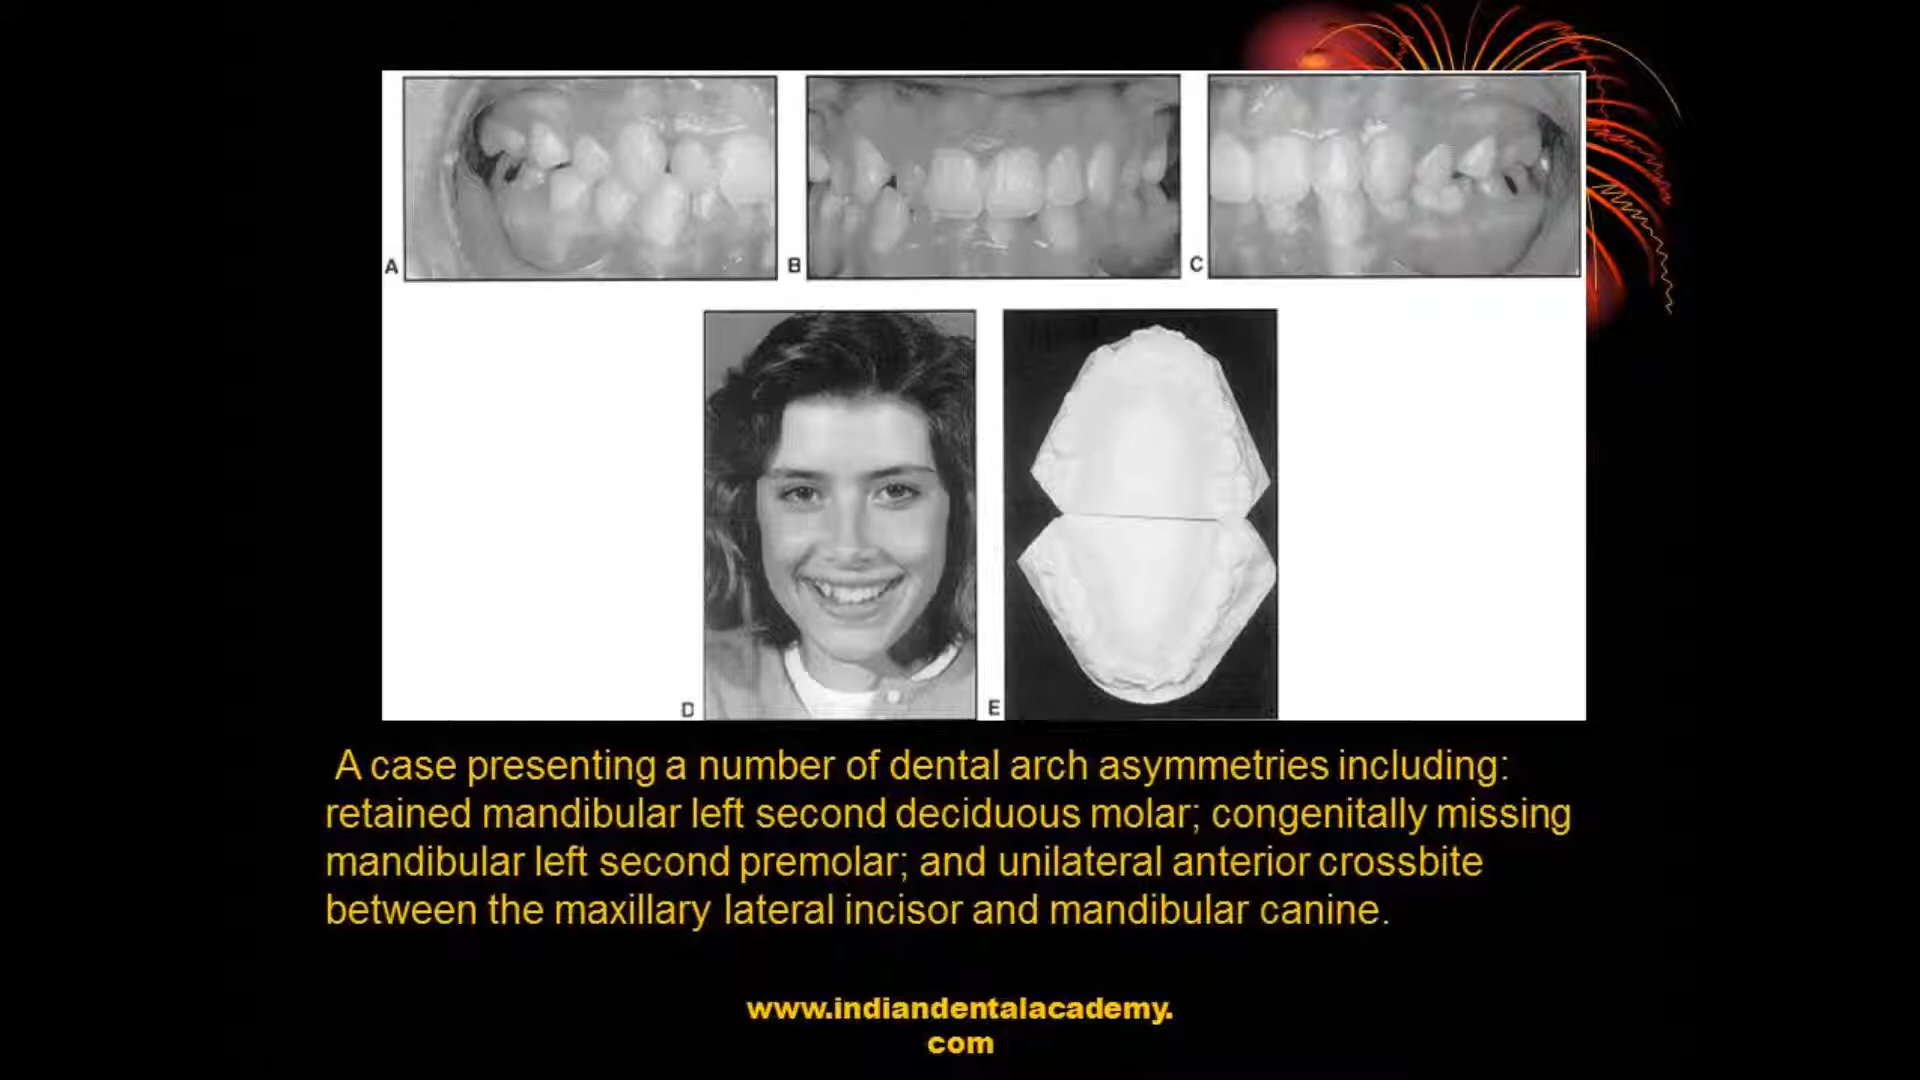 A
B
C
D
E
A case presenting a number of dental arch asymmetries including:
retained mandibular left second deciduous molar; congenitally missing
mandibular left second premolar; and unilateral anterior crossbite
between the maxillary lateral incisor and mandibular canine.
www.indiandentalacademy.
com